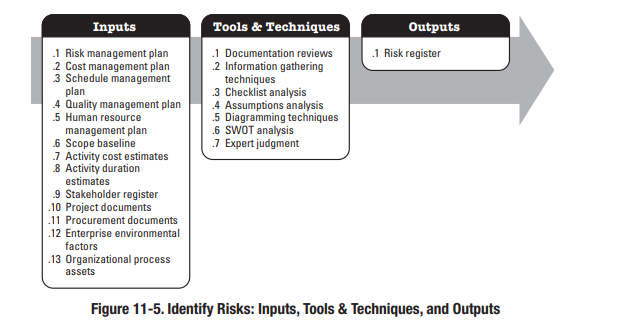 Inputs
.1 Risk management plan
.2 Cost management plan
.3 Schedule management
plan
.4 Quality management plan
.5 Human resource
management plan
.6 Scope baseline
.7 Activity cost estimates
.8 Activity duration
estimates
.9 Stakeholder register
.10 Project documents
.11 Procurement documents
.12 Enterprise environmental
factors
.13 Organizational process
assets
Tools & Techniques
.1 Documentation reviews
.2 Information gathering
techniques
.3 Checklist analysis
.4 Assumptions analysis
.5 Diagramming techniques
.6 SWOT analysis
.7 Expert judgment
Outputs
.1 Risk register
Figure 11-5. Identify Risks: Inputs, Tools & Techniques, and Outputs